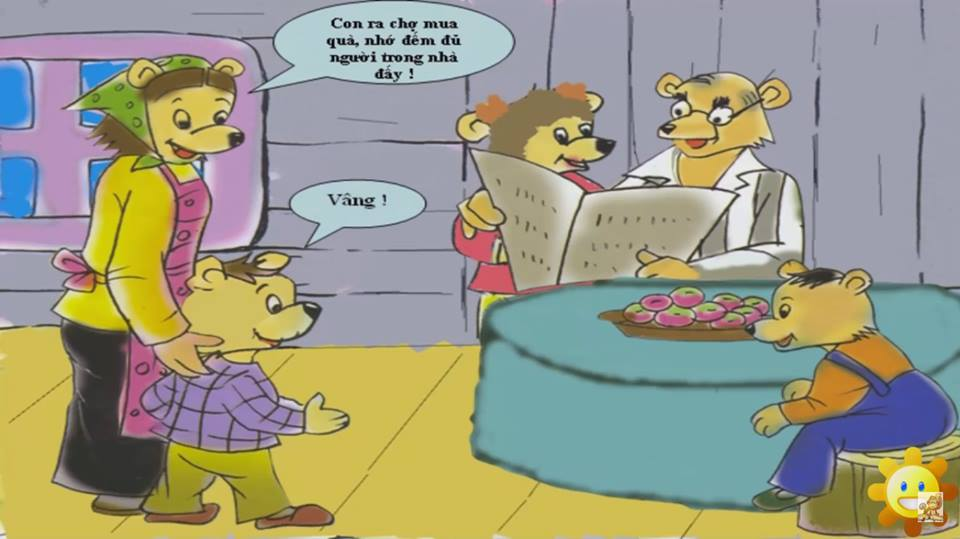 Con ra chợ mua
quà, nhớ đếm đủ
người trong nhà
đấy !
Vâng !